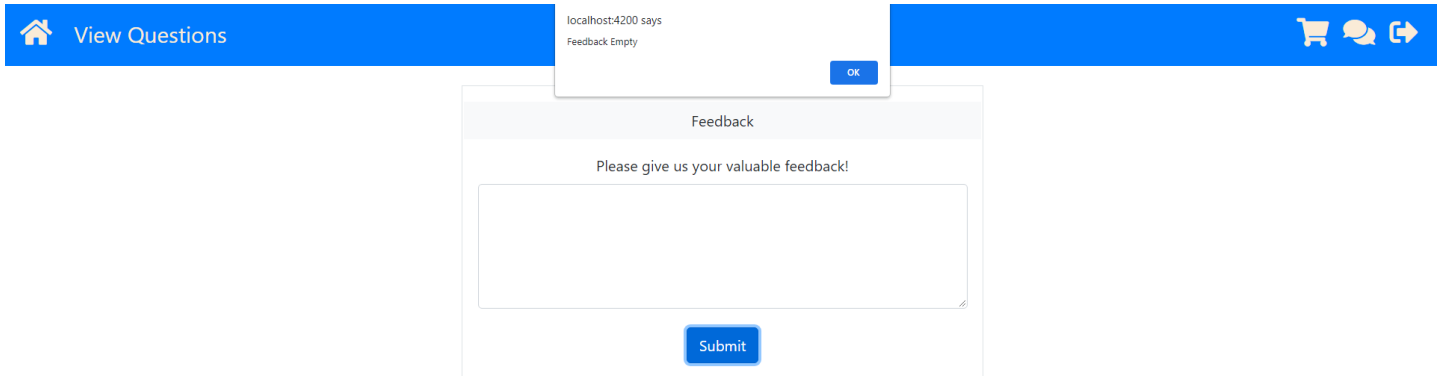 View Questions
localhost:4200 says
Feedback Empty
OK
Feedback
Please give us your valuable feedback!
Submit